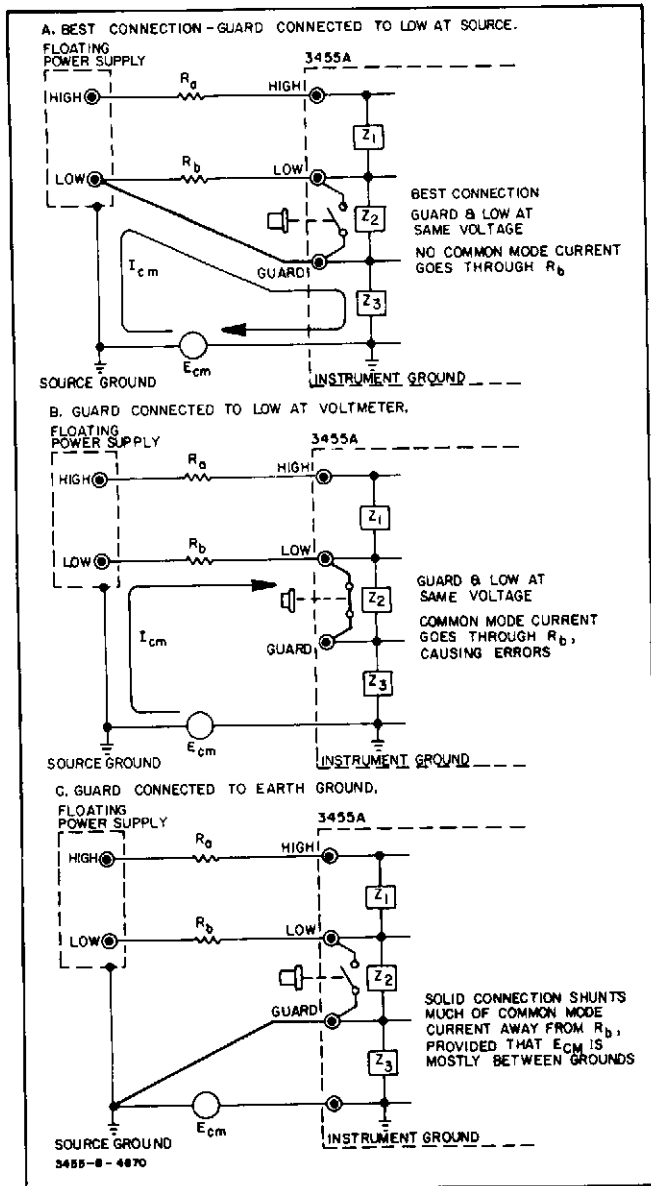 A. BEST CONNECTION - GUARD CONNECTED TO LOW AT SOURCE.
FLOATING
POWER SUPPLY
3455A
HIGH
Ra
HIGH
Z1
LOW
Rb
LOW
Z2
BEST CONNECTION
GUARD & LOW AT
SAME VOLTAGE
NO COMMON MODE CURRENT
GOES THROUGH Rb
Icm
GUARD
Z3
Ecm
SOURCE GROUND
INSTRUMENT GROUND
B. GUARD CONNECTED TO LOW AT VOLTMETER.
FLOATING
POWER SUPPLY
3455A
HIGH
Ra
HIGH
Z1
LOW
Rb
LOW
Z2
GUARD & LOW AT
SAME VOLTAGE
COMMON MODE CURRENT
GOES THROUGH Rb,
CAUSING ERRORS
Icm
GUARD
Z3
Ecm
SOURCE GROUND
INSTRUMENT GROUND
C. GUARD CONNECTED TO EARTH GROUND.
FLOATING
POWER SUPPLY
3455A
HIGH
Ra
HIGH
Z1
LOW
Rb
LOW
Z2
GUARD
SOLID CONNECTION SHUNTS
MUCH OF COMMON MODE
CURRENT AWAY FROM Rb,
PROVIDED THAT ECM IS
MOSTLY BETWEEN GROUNDS
Z3
Ecm
SOURCE GROUND
INSTRUMENT GROUND
3455-B-4870